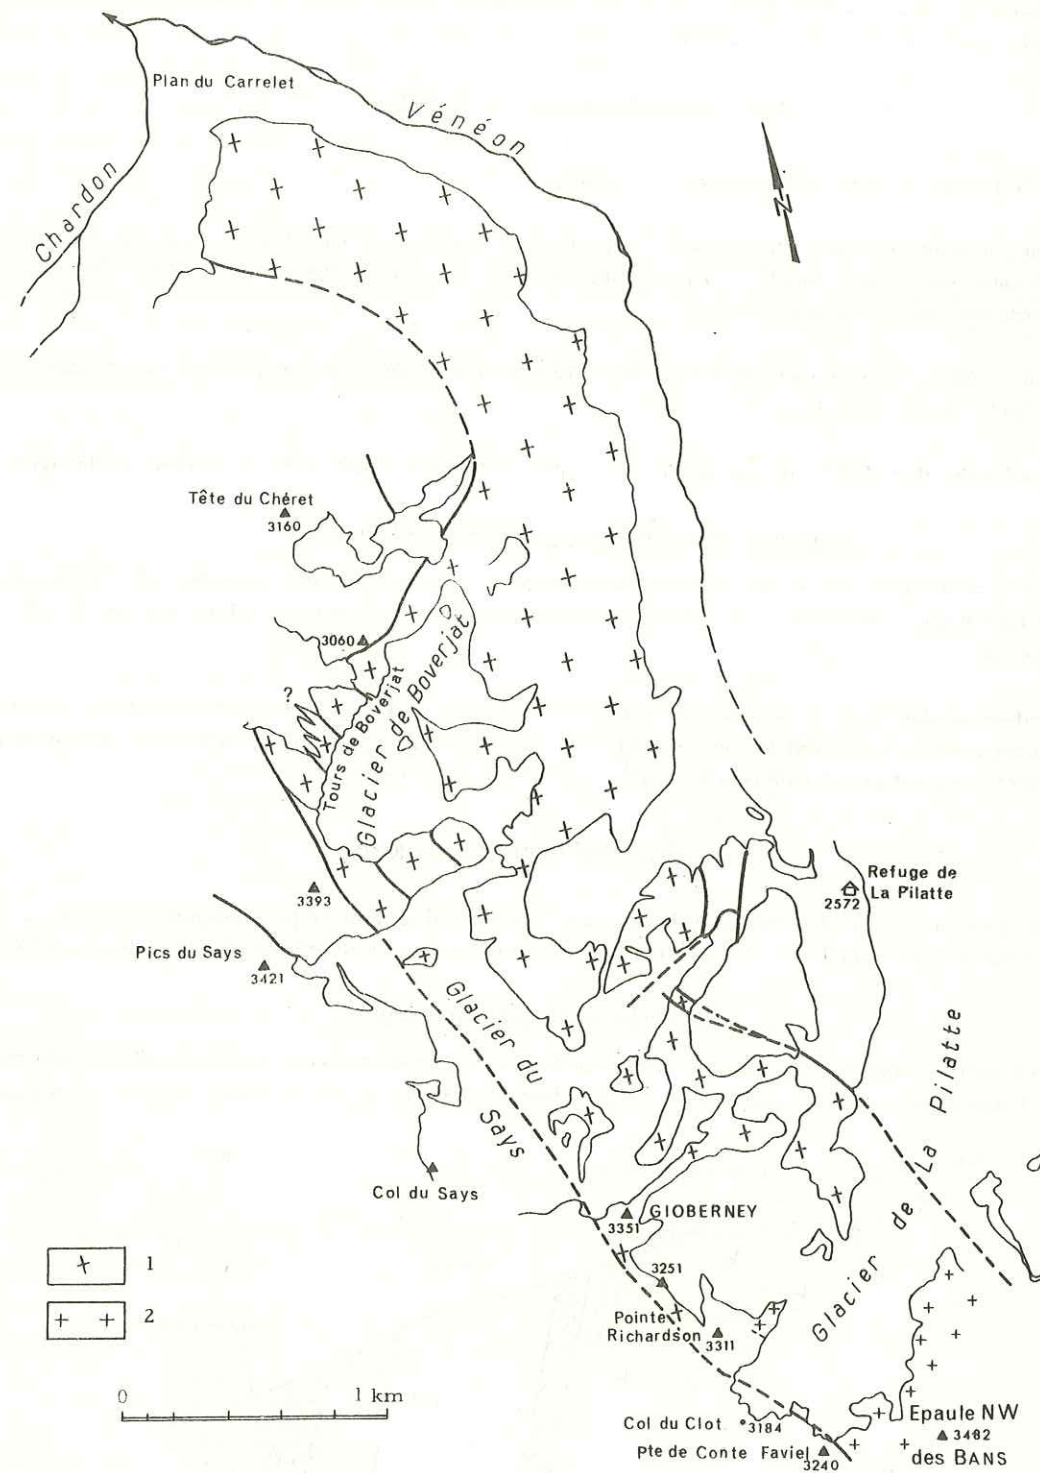 Plan du Carrelet
Vénéon
Chardon
N
Tête du Chéret
3160
3060
?
Tours de Boverjat
Glacier de Boverjat
3393
Refuge de
La Pilatte
2572
Pics du Says
3421
Glacier du
Says
Glacier de La Pilatte
Col du Says
GIOBERNEY
3351
3251
Pointe
Richardson
3311
1
2
0 1 km
Col du Clot
3184
Pte de Conte Faviel
3240
Epaule NW
3482
des BANS